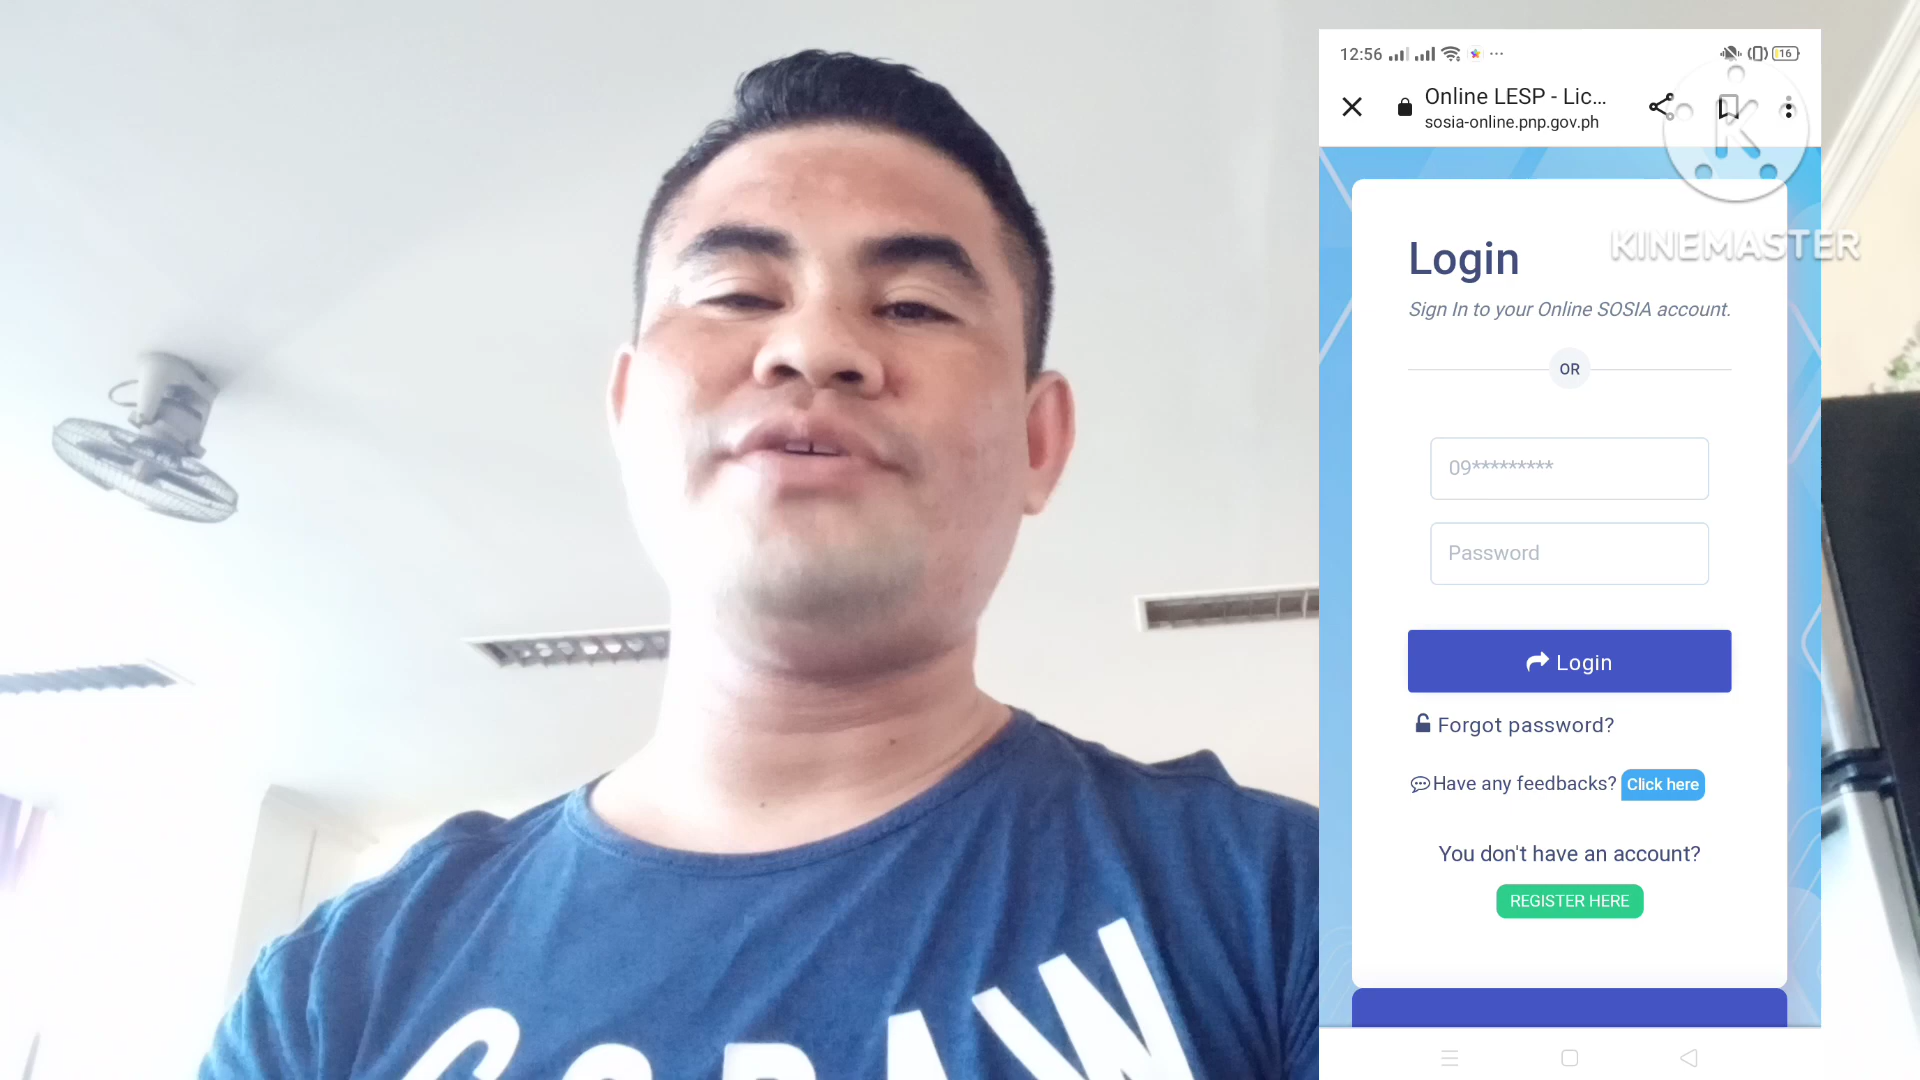 12:56
16
Online LESP - Lic...
sosia-online.pnp.gov.ph
KINEMASTER
Login
Sign In to your Online SOSIA account.
OR
09*********
Password
Login
Forgot password?
Have any feedbacks? Click here
You don't have an account?
REGISTER HERE